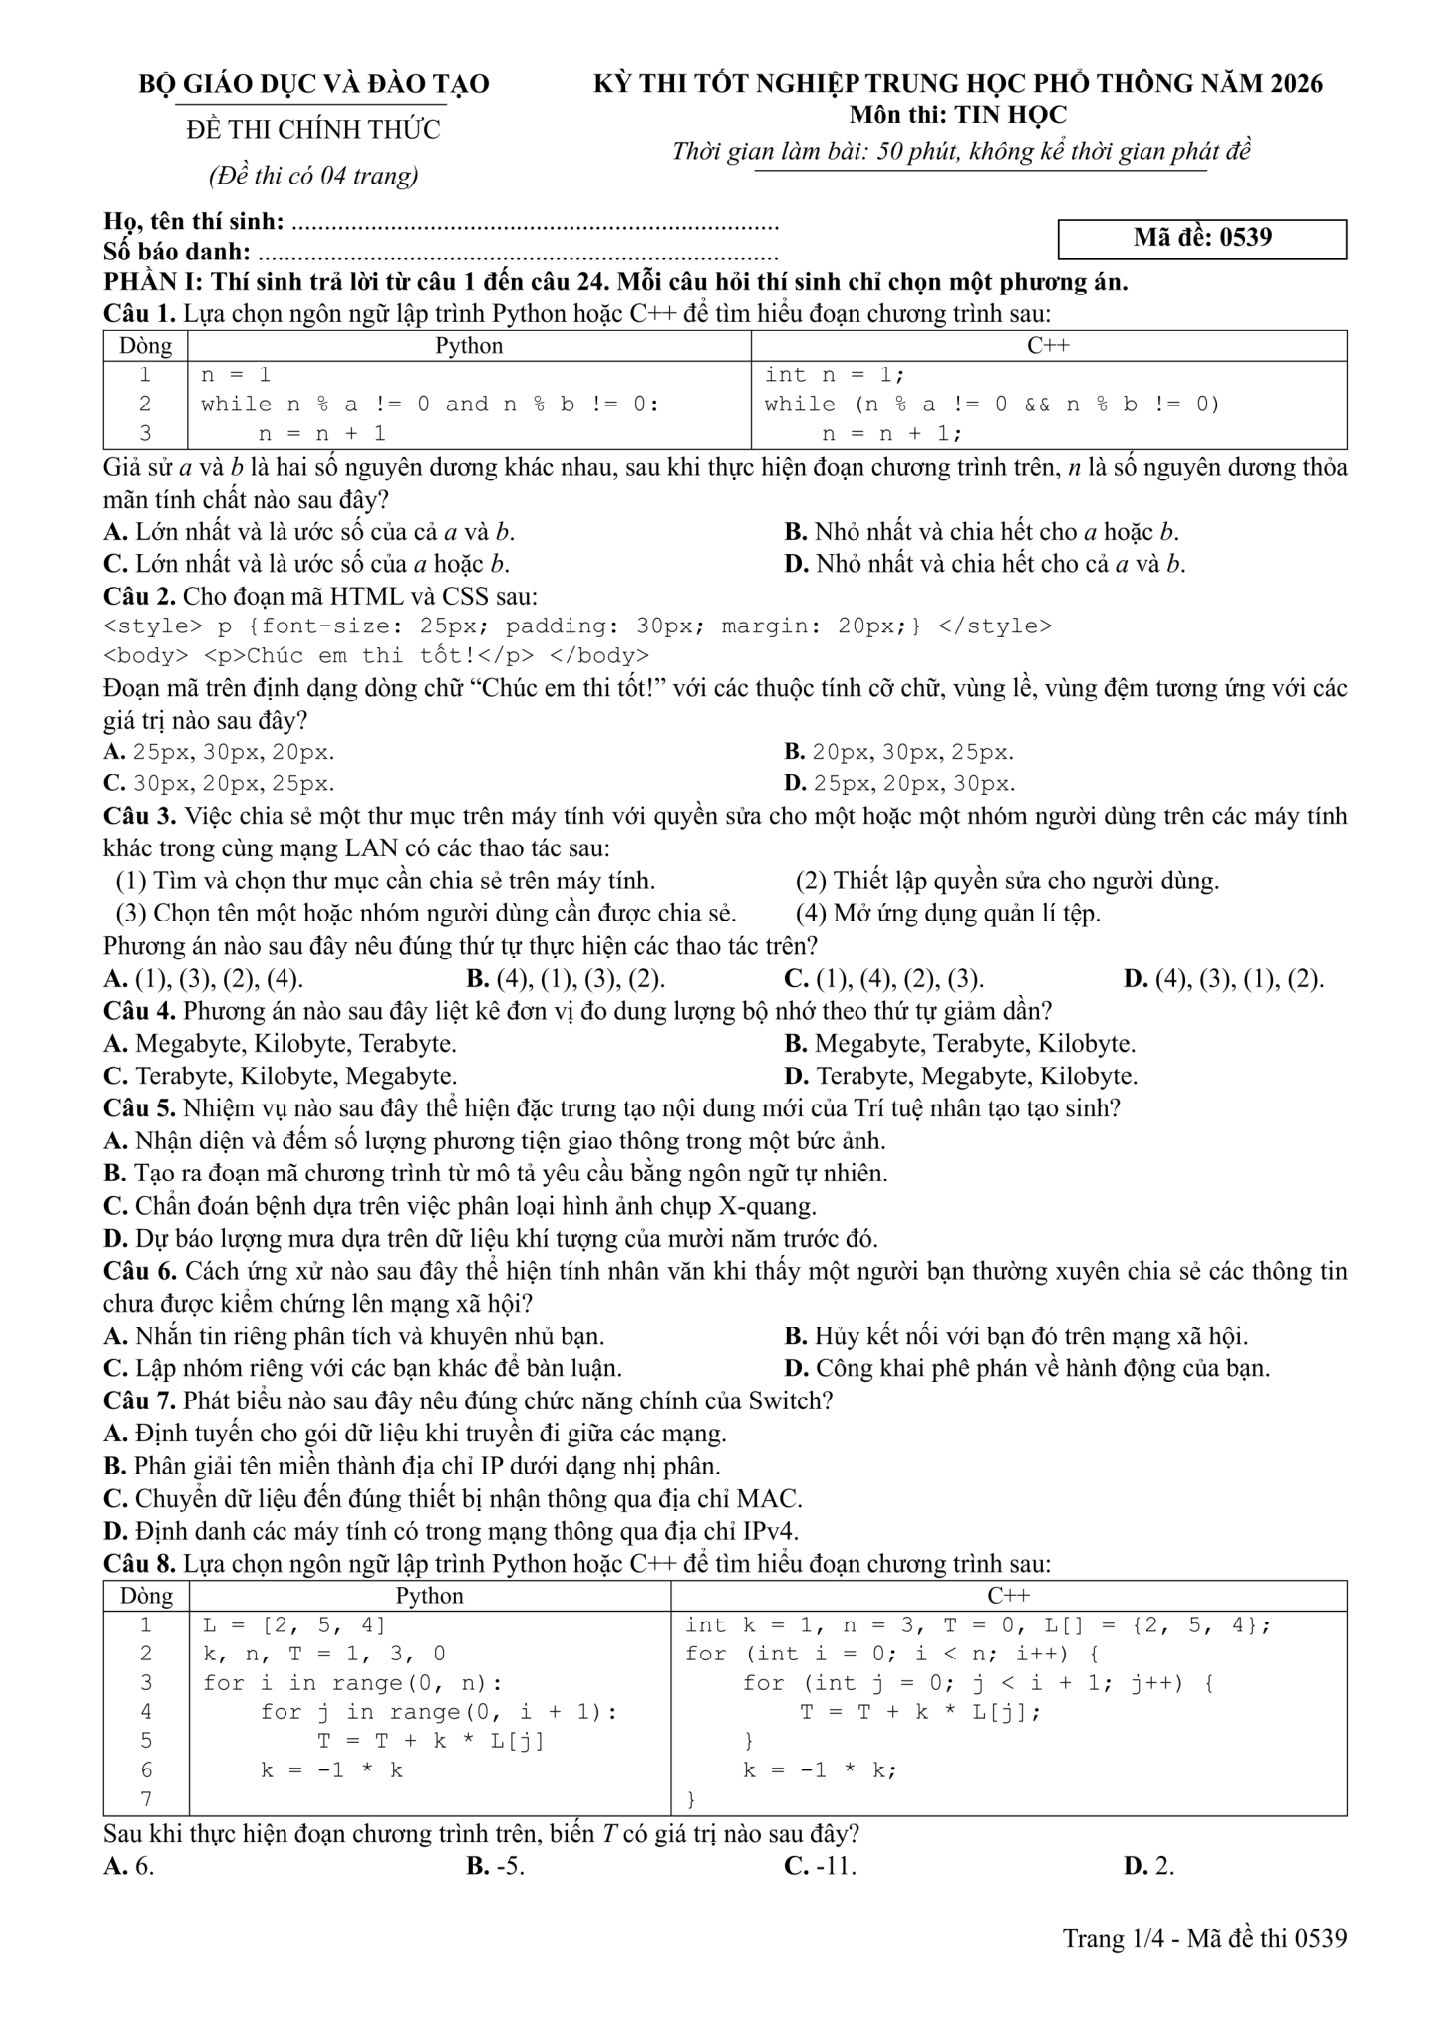 BỘ GIÁO DỤC VÀ ĐÀO TẠO
ĐỀ THI CHÍNH THỨC
(Đề thi có 04 trang)
KỲ THI TỐT NGHIỆP TRUNG HỌC PHỔ THÔNG NĂM 2026
Môn thi: TIN HỌC
Thời gian làm bài: 50 phút, không kể thời gian phát đề
Họ, tên thí sinh: ..........................................................................
Số báo danh: ..............................................................................
Mã đề: 0539
PHẦN I: Thí sinh trả lời từ câu 1 đến câu 24. Mỗi câu hỏi thí sinh chỉ chọn một phương án.
Câu 1. Lựa chọn ngôn ngữ lập trình Python hoặc C++ để tìm hiểu đoạn chương trình sau:
Dòng Python C++
1 n = 1 int n = 1;
2 while n % a != 0 and n % b != 0: while (n % a != 0 && n % b != 0)
3 n = n + 1 n = n + 1;
Giả sử a và b là hai số nguyên dương khác nhau, sau khi thực hiện đoạn chương trình trên, n là số nguyên dương thỏa
mãn tính chất nào sau đây?
A. Lớn nhất và là ước số của cả a và b. B. Nhỏ nhất và chia hết cho a hoặc b.
C. Lớn nhất và là ước số của a hoặc b. D. Nhỏ nhất và chia hết cho cả a và b.
Câu 2. Cho đoạn mã HTML và CSS sau:
<style> p {font-size: 25px; padding: 30px; margin: 20px;} </style>
<body> <p>Chúc em thi tốt!</p> </body>
Đoạn mã trên định dạng dòng chữ “Chúc em thi tốt!” với các thuộc tính cỡ chữ, vùng lề, vùng đệm tương ứng với các
giá trị nào sau đây?
A. 25px, 30px, 20px. B. 20px, 30px, 25px.
C. 30px, 20px, 25px. D. 25px, 20px, 30px.
Câu 3. Việc chia sẻ một thư mục trên máy tính với quyền sửa cho một hoặc một nhóm người dùng trên các máy tính
khác trong cùng mạng LAN có các thao tác sau:
(1) Tìm và chọn thư mục cần chia sẻ trên máy tính. (2) Thiết lập quyền sửa cho người dùng.
(3) Chọn tên một hoặc nhóm người dùng cần được chia sẻ. (4) Mở ứng dụng quản lí tệp.
Phương án nào sau đây nêu đúng thứ tự thực hiện các thao tác trên?
A. (1), (3), (2), (4). B. (4), (1), (3), (2). C. (1), (4), (2), (3). D. (4), (3), (1), (2).
Câu 4. Phương án nào sau đây liệt kê đơn vị đo dung lượng bộ nhớ theo thứ tự giảm dần?
A. Megabyte, Kilobyte, Terabyte. B. Megabyte, Terabyte, Kilobyte.
C. Terabyte, Kilobyte, Megabyte. D. Terabyte, Megabyte, Kilobyte.
Câu 5. Nhiệm vụ nào sau đây thể hiện đặc trưng tạo nội dung mới của Trí tuệ nhân tạo tạo sinh?
A. Nhận diện và đếm số lượng phương tiện giao thông trong một bức ảnh.
B. Tạo ra đoạn mã chương trình từ mô tả yêu cầu bằng ngôn ngữ tự nhiên.
C. Chẩn đoán bệnh dựa trên việc phân loại hình ảnh chụp X-quang.
D. Dự báo lượng mưa dựa trên dữ liệu khí tượng của mười năm trước đó.
Câu 6. Cách ứng xử nào sau đây thể hiện tính nhân văn khi thấy một người bạn thường xuyên chia sẻ các thông tin
chưa được kiểm chứng lên mạng xã hội?
A. Nhắn tin riêng phân tích và khuyên nhủ bạn. B. Hủy kết nối với bạn đó trên mạng xã hội.
C. Lập nhóm riêng với các bạn khác để bàn luận. D. Công khai phê phán về hành động của bạn.
Câu 7. Phát biểu nào sau đây nêu đúng chức năng chính của Switch?
A. Định tuyến cho gói dữ liệu khi truyền đi giữa các mạng.
B. Phân giải tên miền thành địa chỉ IP dưới dạng nhị phân.
C. Chuyển dữ liệu đến đúng thiết bị nhận thông qua địa chỉ MAC.
D. Định danh các máy tính có trong mạng thông qua địa chỉ IPv4.
Câu 8. Lựa chọn ngôn ngữ lập trình Python hoặc C++ để tìm hiểu đoạn chương trình sau:
Dòng Python C++
1 L = [2, 5, 4] int k = 1, n = 3, T = 0, L[] = {2, 5, 4};
2 k, n, T = 1, 3, 0 for (int i = 0; i < n; i++) {
3 for i in range(0, n): for (int j = 0; j < i + 1; j++) {
4 for j in range(0, i + 1): T = T + k * L[j];
5 T = T + k * L[j] }
6 k = -1 * k k = -1 * k;
7 }
Sau khi thực hiện đoạn chương trình trên, biến T có giá trị nào sau đây?
A. 6. B. -5. C. -11. D. 2.
Trang 1/4 - Mã đề thi 0539